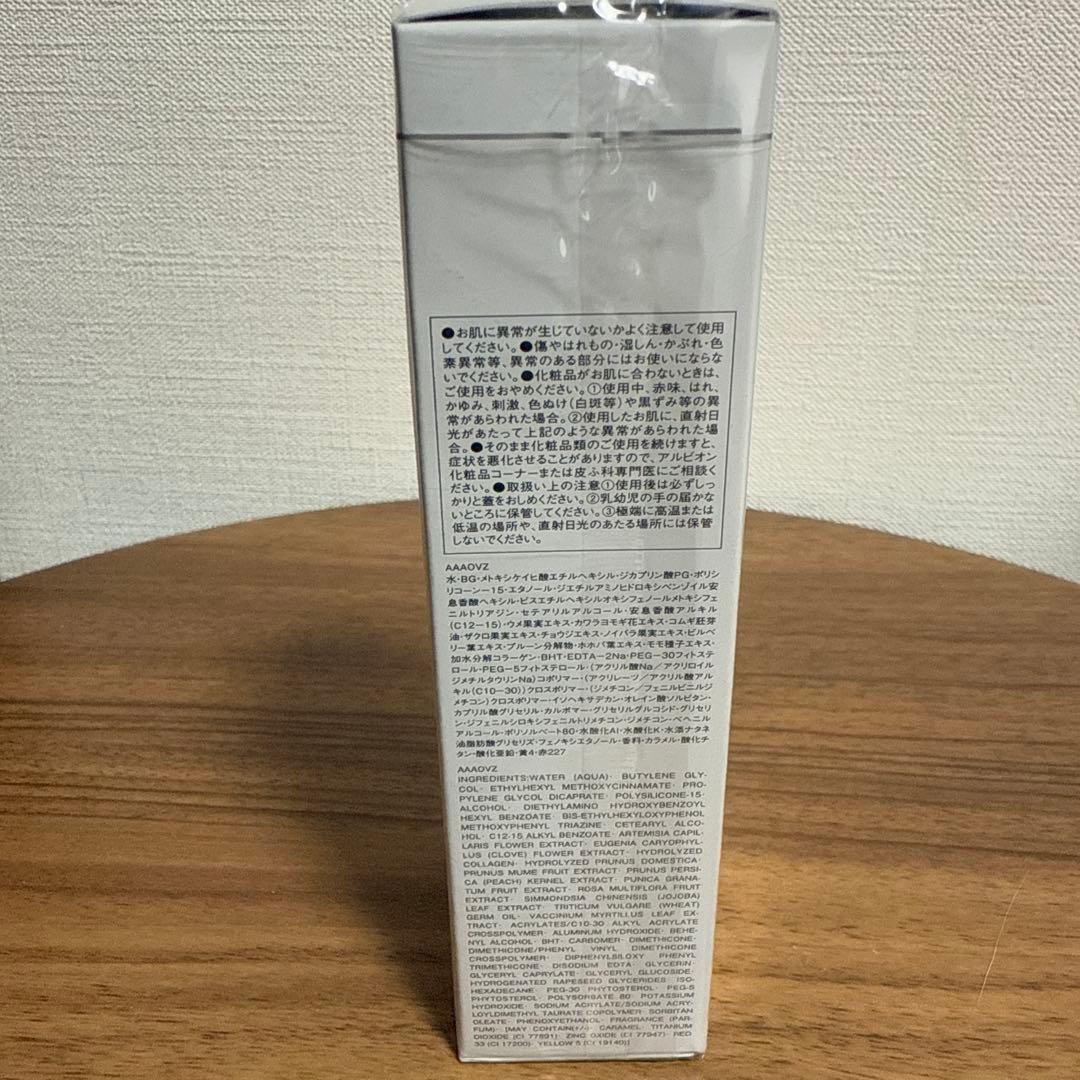 ●お肌に異常が生じていないかよく注意して使用
してください。●傷やはれもの・湿しん・かぶれ・色
素異常等、異常のある部分にはお使いにならな
いでください。●化粧品がお肌に合わないときは、
ご使用をおやめください。①使用中、赤味、はれ、
かゆみ、刺激、色ぬけ(白斑等)や黒ずみ等の異
常があらわれた場合。②使用したお肌に、直射日
光があたって上記のような異常があらわれた場
合。●そのまま化粧品類のご使用を続けますと、
症状を悪化させることがありますので、アルビオン
化粧品コーナーまたは皮ふ科専門医にご相談く
ださい。●取扱い上の注意①使用後は必ずしっ
かりと蓋をおしめください。②乳幼児の手の届かな
いところに保管してください。③極端に高温または
低温の場所や、直射日光のあたる場所には保管
しないでください。
AAAOVZ
水・BG・メトキシケイヒ酸エチルヘキシル・ジカプリン酸PG・ポリシ
リコーン-15・エタノール・ジエチルアミノヒドロキシベンゾイル安
息香酸ヘキシル・ビスエチルヘキシルオキシフェノールメトキシフェ
ニルトリアジン・セテアリルアルコール・安息香酸アルキル
(C12-15)・ウメ果実エキス・カワラヨモギ花エキス・コムギ胚芽
油・ザクロ果実エキス・チョウジエキス・ノイバラ果実エキス・ビルベ
リー葉エキス・プルーン分解物・ホホバ葉エキス・モモ種子エキス・
加水分解コラーゲン・BHT・EDTA-2Na・PEG-30フィトステ
ロール・PEG-5フィトステロール・(アクリル酸Na/アクリロイル
ジメチルタウリンNa)コポリマー・(アクリレーツ/アクリル酸アル
キル(C10-30))クロスポリマー・(ジメチコン/フェニルビニルジ
メチコン)クロスポリマー・イソヘキサデカン・オレイン酸ソルビタン・
カプリル酸グリセリル・カルボマー・グリセリルグルコシド・グリセリ
ン・ジフェニルシロキシフェニルトリメチコン・ジメチコン・ベヘニル
アルコール・ポリソルベート80・水酸化Al・水酸化K・水添ナタネ
油脂肪酸グリセリズ・フェノキシエタノール・香料・カラメル・酸化チ
タン・酸化亜鉛・黄4・赤227
AAAOVZ
INGREDIENTS:WATER (AQUA)・ BUTYLENE GLY-
COL・ ETHYLHEXYL METHOXYCINNAMATE・ PRO-
PYLENE GLYCOL DICAPRATE・ POLYSILICONE-15・
ALCOHOL・ DIETHYLAMINO HYDROXYBENZOYL
HEXYL BENZOATE・ BIS-ETHYLHEXYLOXYPHENOL
METHOXYPHENYL TRIAZINE・ CETEARYL ALCO-
HOL・ C12-15 ALKYL BENZOATE・ ARTEMISIA CAPIL-
LARIS FLOWER EXTRACT・ EUGENIA CARYOPHYL-
LUS (CLOVE) FLOWER EXTRACT・ HYDROLYZED
COLLAGEN・ HYDROLYZED PRUNUS DOMESTICA・
PRUNUS MUME FRUIT EXTRACT・ PRUNUS PERSI-
CA (PEACH) KERNEL EXTRACT・ PUNICA GRANA-
TUM FRUIT EXTRACT・ ROSA MULTIFLORA FRUIT
EXTRACT・ SIMMONDSIA CHINENSIS (JOJOBA)
LEAF EXTRACT・ TRITICUM VULGARE (WHEAT)
GERM OIL・ VACCINIUM MYRTILLUS LEAF EX-
TRACT・ ACRYLATES/C10-30 ALKYL ACRYLATE
CROSSPOLYMER・ ALUMINUM HYDROXIDE・ BEHE-
NYL ALCOHOL・ BHT・ CARBOMER・ DIMETHICONE・
DIMETHICONE/PHENYL VINYL DIMETHICONE
CROSSPOLYMER・ DIPHENYLSILOXY PHENYL
TRIMETHICONE・ DISODIUM EDTA・ GLYCERIN・
GLYCERYL CAPRYLATE・ GLYCERYL GLUCOSIDE・
HYDROGENATED RAPESEED GLYCERIDES・ ISO-
HEXADECANE・ PEG-30 PHYTOSTEROL・ PEG-5
PHYTOSTEROL・ POLYSORBATE 80・ POTASSIUM
HYDROXIDE・ SODIUM ACRYLATE/SODIUM ACRY-
LOYLDIMETHYL TAURATE COPOLYMER・ SORBITAN
OLEATE・ PHENOXYETHANOL・ FRAGRANCE (PAR-
FUM)・ [MAY CONTAIN(+/-)・ CARAMEL・ TITANIUM
DIOXIDE (CI 77891)・ ZINC OXIDE (CI 77947)・ RED
33 (CI 17200)・ YELLOW 5 (CI 19140)]